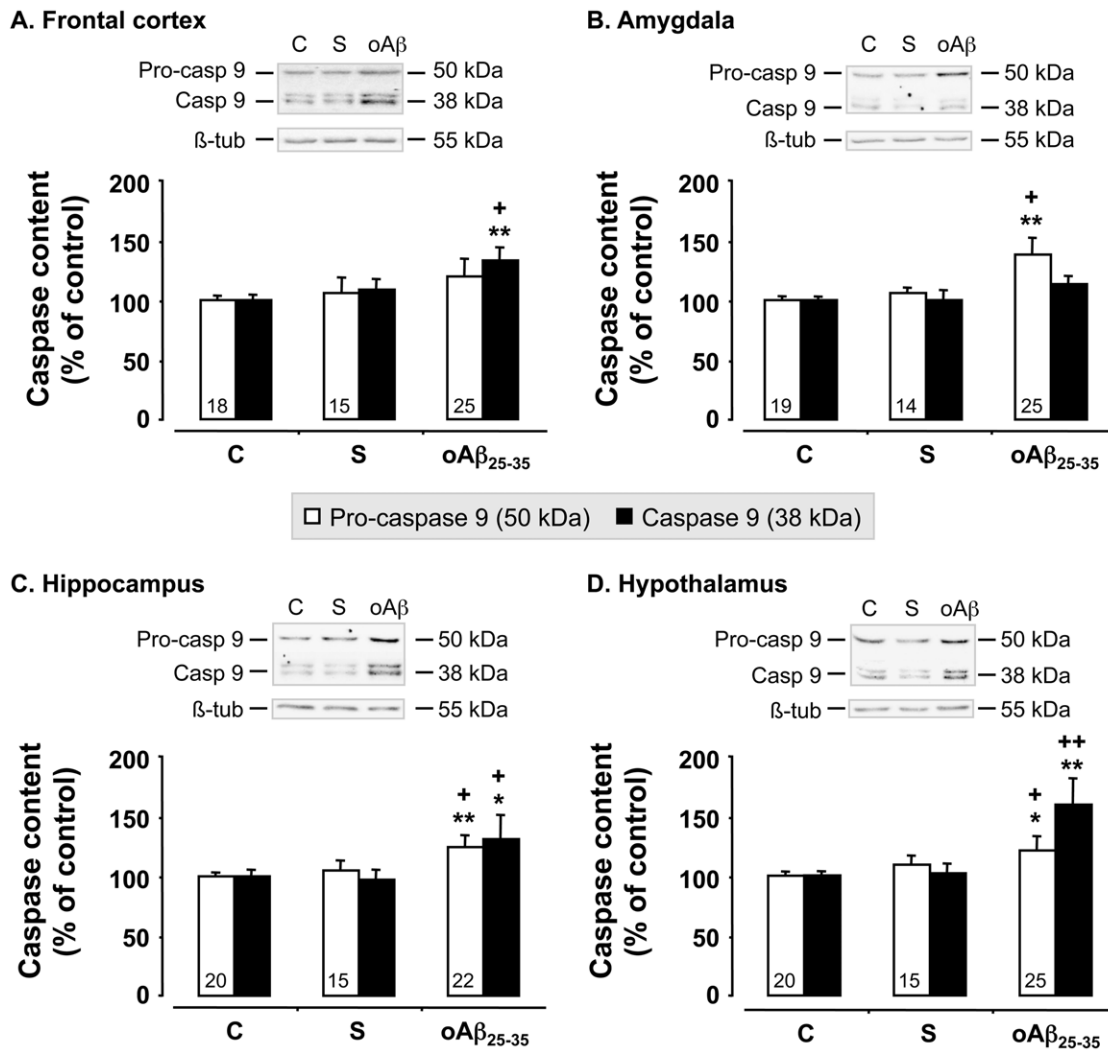 A. Frontal cortex
C S oAβ
Pro-casp 9 50 kDa
Casp 9 38 kDa
ß-tub 55 kDa
Caspase content
(% of control)
200
150
100
50
0
+
**
18 15 25
C S oAβ25-35
B. Amygdala
C S oAβ
Pro-casp 9 50 kDa
Casp 9 38 kDa
ß-tub 55 kDa
Caspase content
(% of control)
200
150
100
50
0
+
**
19 14 25
C S oAβ25-35
Pro-caspase 9 (50 kDa) Caspase 9 (38 kDa)
C. Hippocampus
C S oAβ
Pro-casp 9 50 kDa
Casp 9 38 kDa
ß-tub 55 kDa
Caspase content
(% of control)
200
150
100
50
0
+ +
** *
20 15 22
C S oAβ25-35
D. Hypothalamus
C S oAβ
Pro-casp 9 50 kDa
Casp 9 38 kDa
ß-tub 55 kDa
Caspase content
(% of control)
200
150
100
50
0
+ ++
* **
20 15 25
C S oAβ25-35